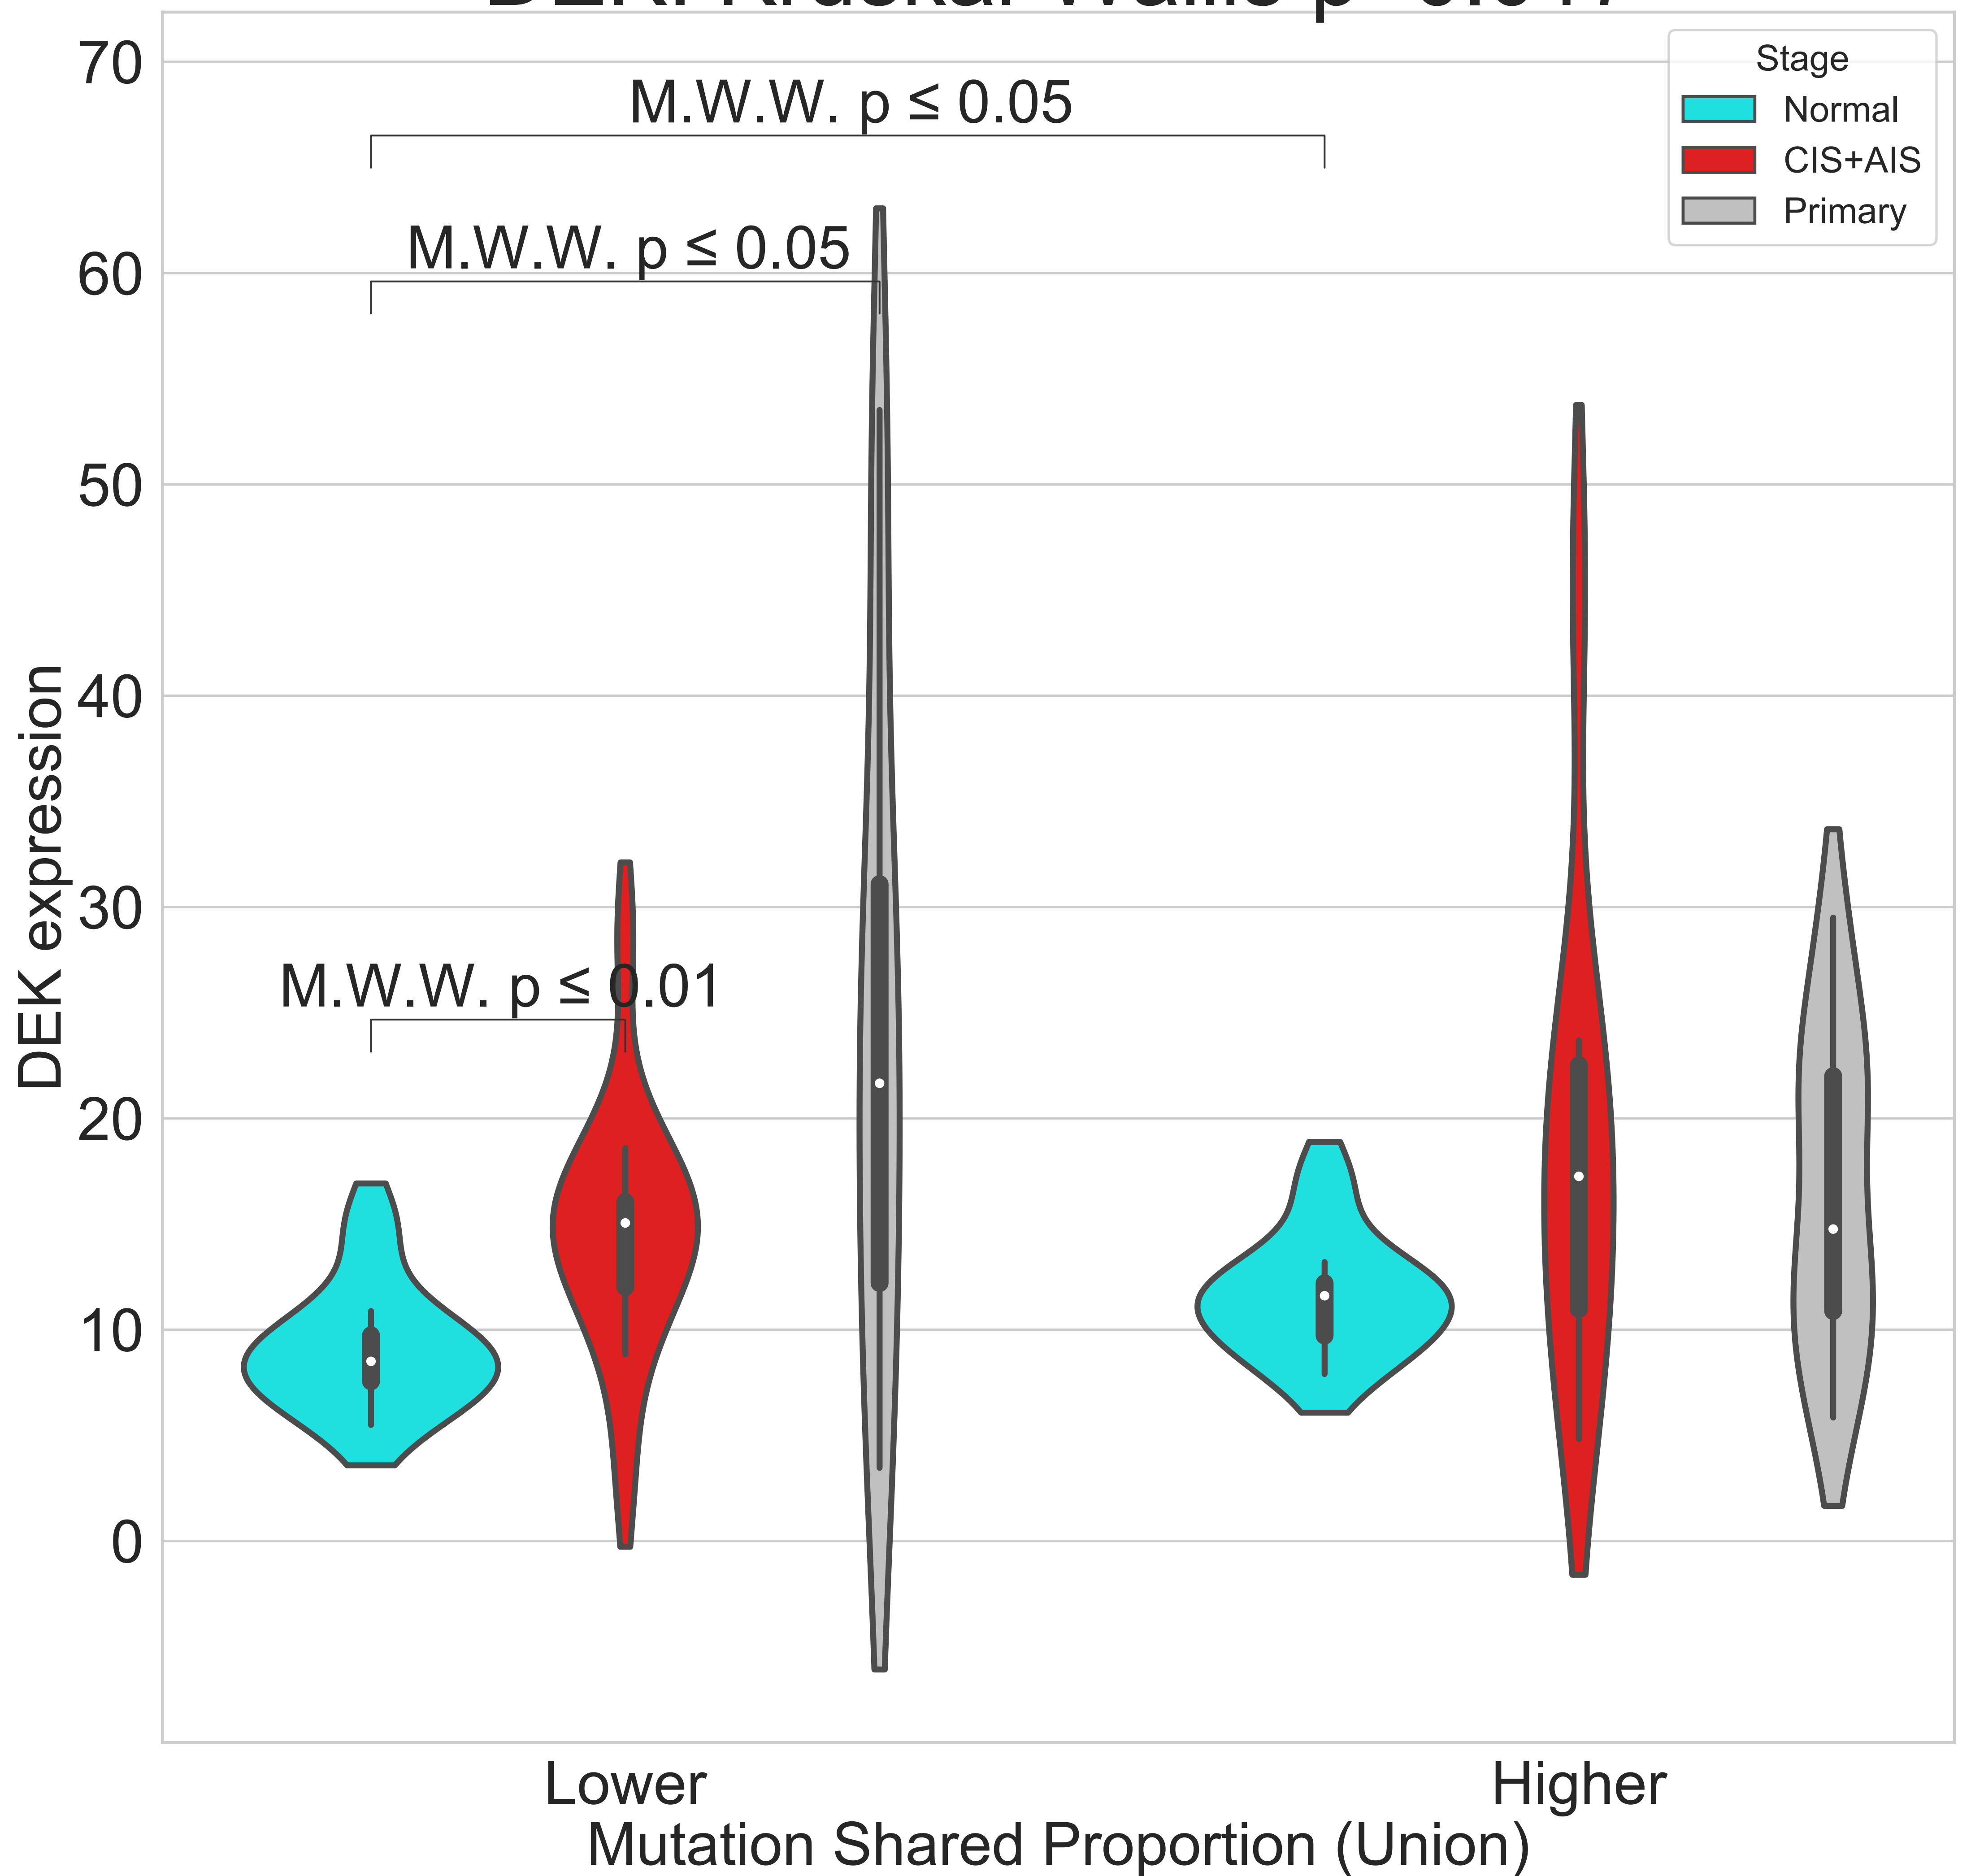 70
60
50
40
30
20
10
0
DEK expression
M.W.W. p ≤ 0.05
M.W.W. p ≤ 0.05
M.W.W. p ≤ 0.01
Stage
Normal
CIS+AIS
Primary
Lower
Higher
Mutation Shared Proportion (Union)